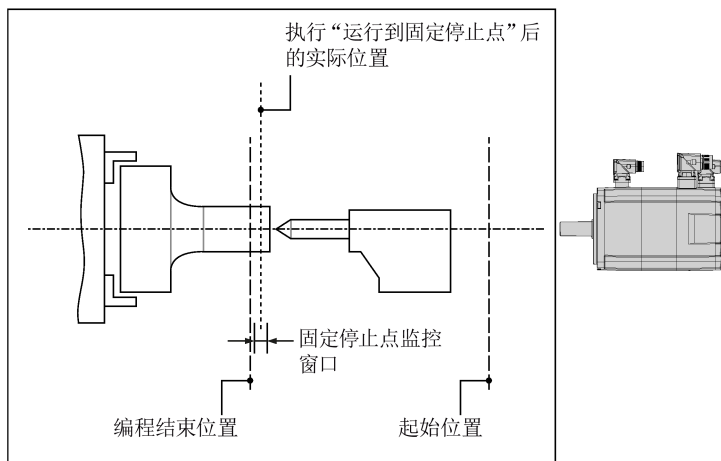 执行“运行到固定停止点”后
的实际位置
固定停止点监控
窗口
编程结束位置
起始位置